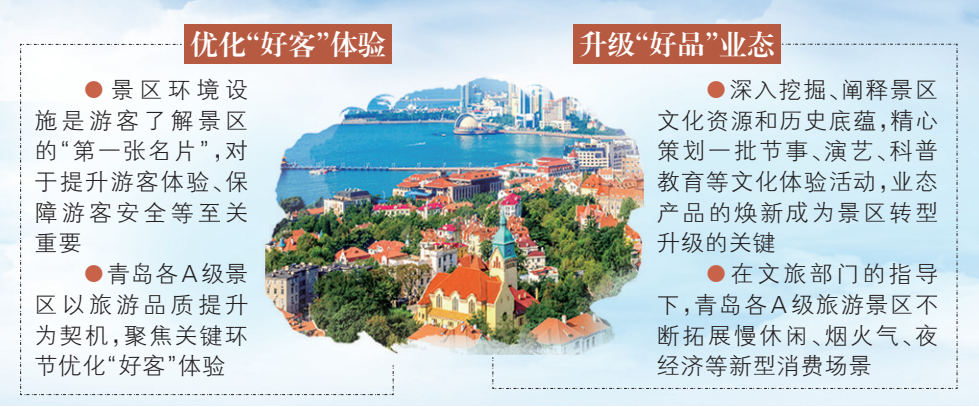 优化“好客”体验
●景区环境设
施是游客了解景区
的“第一张名片”,对
于提升游客体验、保
障游客安全等至关
重要
●青岛各A级景
区以旅游品质提升
为契机,聚焦关键环
节优化“好客”体验
升级“好品”业态
●深入挖掘、阐释景区
文化资源和历史底蕴,精心
策划一批节事、演艺、科普
教育等文化体验活动,业态
产品的焕新成为景区转型
升级的关键
●在文旅部门的指导
下,青岛各A级旅游景区不
断拓展慢休闲、烟火气、夜
经济等新型消费场景